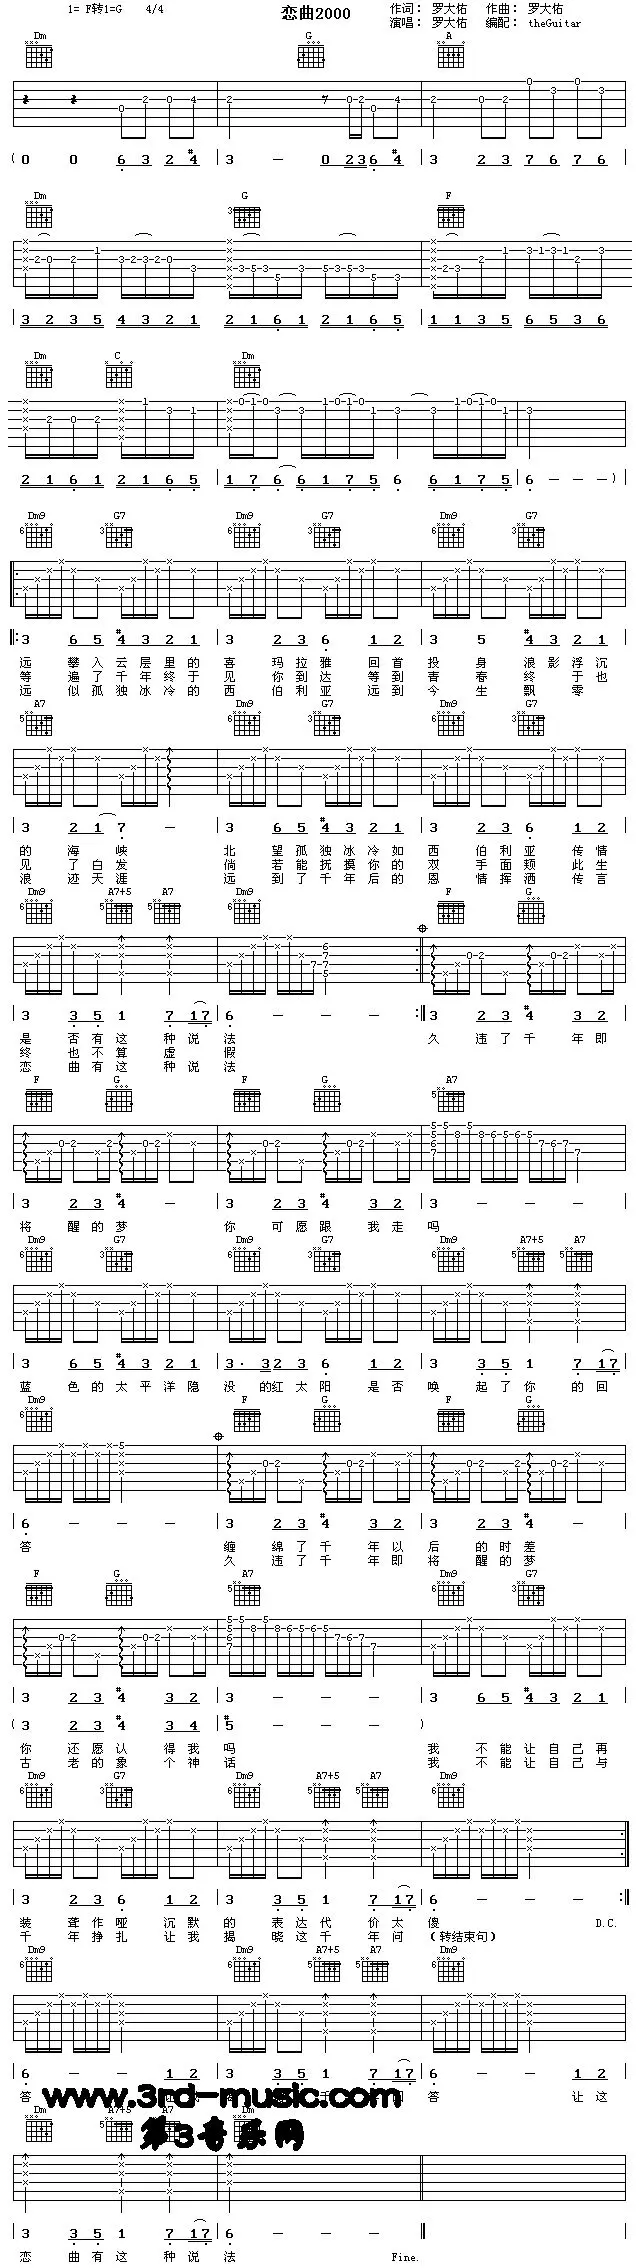 1= F转1=G 4/4
恋曲2000
作词： 罗大佑 作曲： 罗大佑
演唱： 罗大佑 编配： theGuitar
Dm G A
( 0 0 6 3 2 #4 | 3 － 0 2 3 6 #4 | 3 2 3 7 6 7 6
Dm G F
| 3 2 3 5 4 3 2 1 | 2 1 6 1 2 1 6 5 | 1 1 3 5 6 5 3 6
Dm C Dm
2 1 6 1 2 1 6 5 | 1 7 6 6 1 7 5 6 6 1 7 5 | 6 － － － ) |
Dm9 G7 Dm9 G7 Dm9 G7
‖: 3 6 5 #4 3 2 1 | 3 2 3 6 1 2 | 3 5 #4 3 2 1
远 攀 入 云 层 里 的 喜 玛 拉 雅 回 首 投 身 浪 影 浮 沉
等 遍 了 千 年 终 于 见 你 到 达 等 到 青 春 终 于 也
远 似 孤 独 冰 冷 的 西 伯 利 亚 远 到 今 生 飘 零
A7 Dm9 G7 Dm9 G7
| 3 2 1 7 － | 3 6 5 #4 3 2 1 | 3 2 3 6 1 2
的 海 峡 北 望 孤 独 冰 冷 如 西 伯 利 亚 传 情
见 了 白 发 倘 若 能 抚 摸 你 的 双 手 面 颊 此 生
浪 迹 天 涯 远 到 了 千 年 后 的 恩 情 挥 洒 传 言
Dm9 A7+5 A7 Dm9 F G
| 3 3 5 1 7 1 7 | 6 － － － :‖ 3 2 3 #4 3 2
是 否 有 这 种 说 法 久 违 了 千 年 即
终 也 不 算 虚 假
恋 曲 有 这 种 说 法
F G F G A7
| 3 2 3 #4 － | 3 2 3 #4 3 2 | 3 － － －
将 醒 的 梦 你 可 愿 跟 我 走 吗
Dm9 G7 Dm9 G7 Dm9 A7+5 A7
| 3 6 5 #4 3 2 1 | 3· 3 2 3 6 1 2 | 3 3 5 1 7 1 7
蓝 色 的 太 平 洋 隐 没 的 红 太 阳 是 否 唤 起 了 你 的 回
Dm9 F G F G
| 6 － － － | 3 2 3 #4 3 2 | 3 2 3 #4 －
答 缠 绵 了 千 年 以 后 的 时 差
久 违 了 千 年 即 将 醒 的 梦
F G A7 Dm9 G7
| 3 2 3 #4 3 2 | 3 － － － | 3 6 5 #4 3 2 1
( 3 2 3 #4 3 4 | #5 － － － )
你 还 愿 认 得 我 吗 我 不 能 让 自 己 再
古 老 的 象 个 神 话 我 不 能 让 自 己 与
Dm9 G7 Dm9 A7+5 A7 Dm9
| 3 2 3 6 1 2 | 3 3 5 1 7 1 7 | 6 － － － :‖
装 聋 作 哑 沉 默 的 表 达 代 价 太 傻 D.C.
千 年 挣 扎 让 我 揭 晓 这 千 年 问 （转结束句）
Dm9 Dm9 A7+5 A7 Dm9
6 － － 1 7 1 7 | 6 － － 1 2
答 答 让 这
www.3rd-music.com
第3音乐网
Dm A7+5 A7 Dm
| 3 3 5 1 7 1 7 | 6 － － － ‖ － － － |
恋 曲 有 这 种 说 法 Fine.